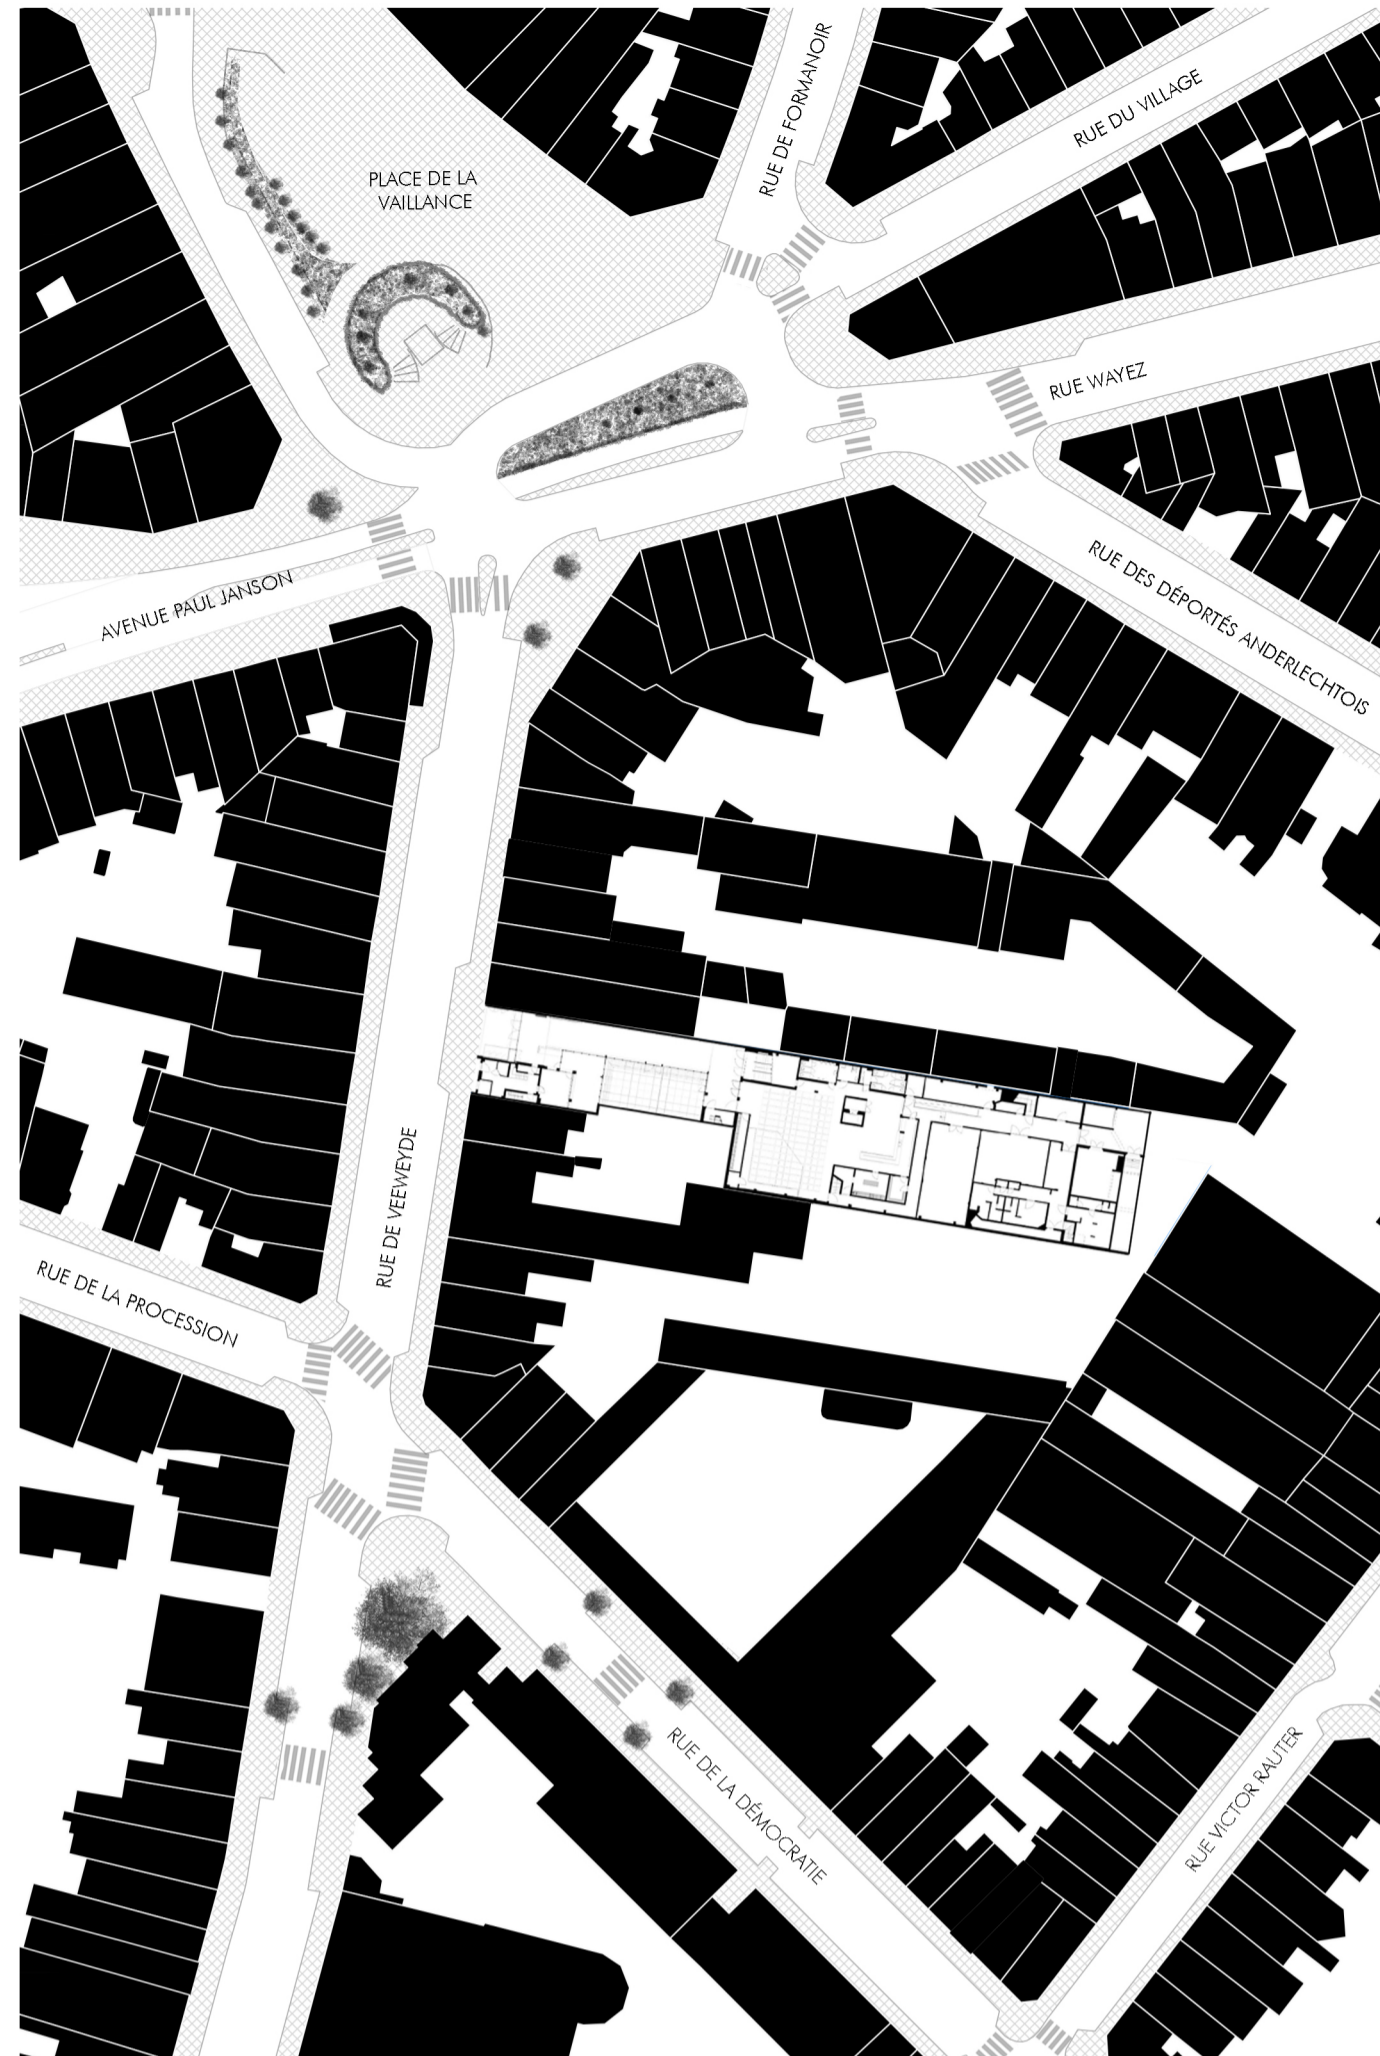 RUE DE FORMANOIR
RUE DU VILLAGE
PLACE DE LA
VAILLANCE
RUE WAYEZ
AVENUE PAUL JANSON
RUE DES DÉPORTÉS ANDERLECHTOIS
RUE DE VEEWEYDE
RUE DE LA PROCESSION
RUE DE LA DÉMOCRATIE
RUE VICTOR RAUTER